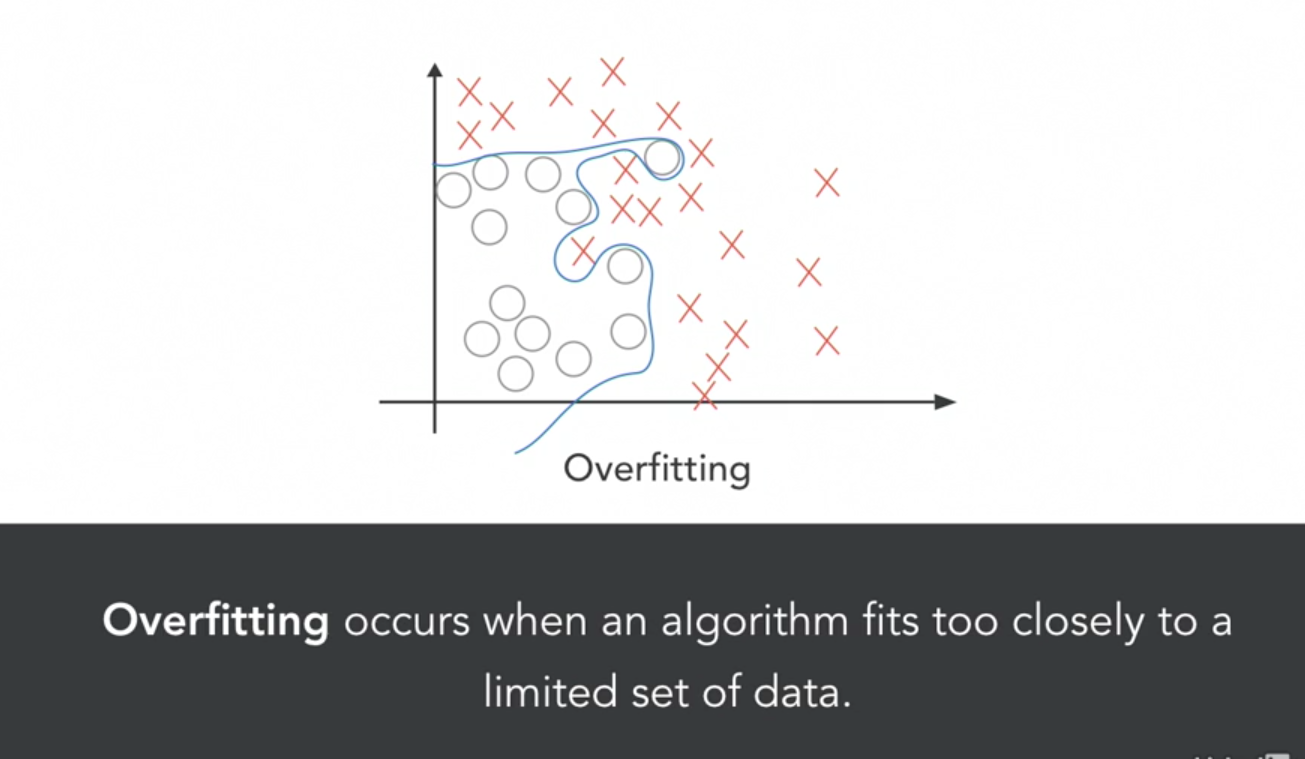 Overfitting
Overfitting occurs when an algorithm fits too closely to a
limited set of data.